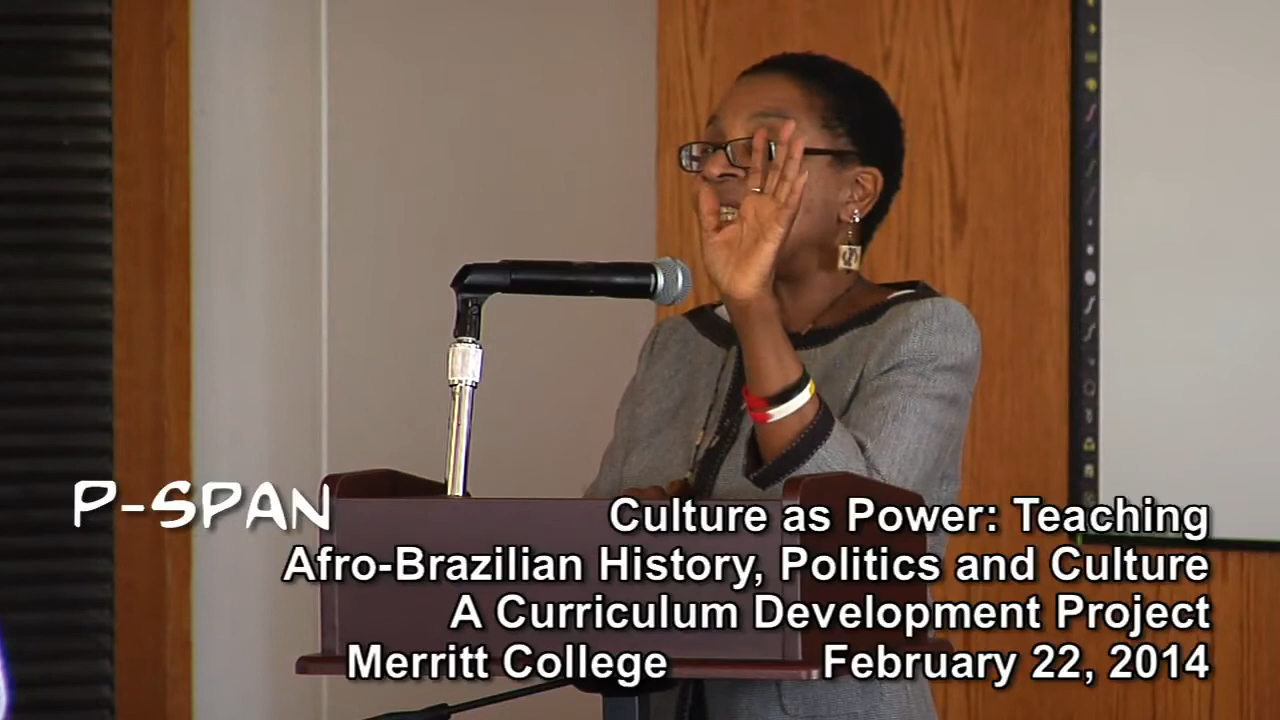 P-SPAN
Culture as Power: Teaching
Afro-Brazilian History, Politics and Culture
A Curriculum Development Project
Merritt College February 22, 2014